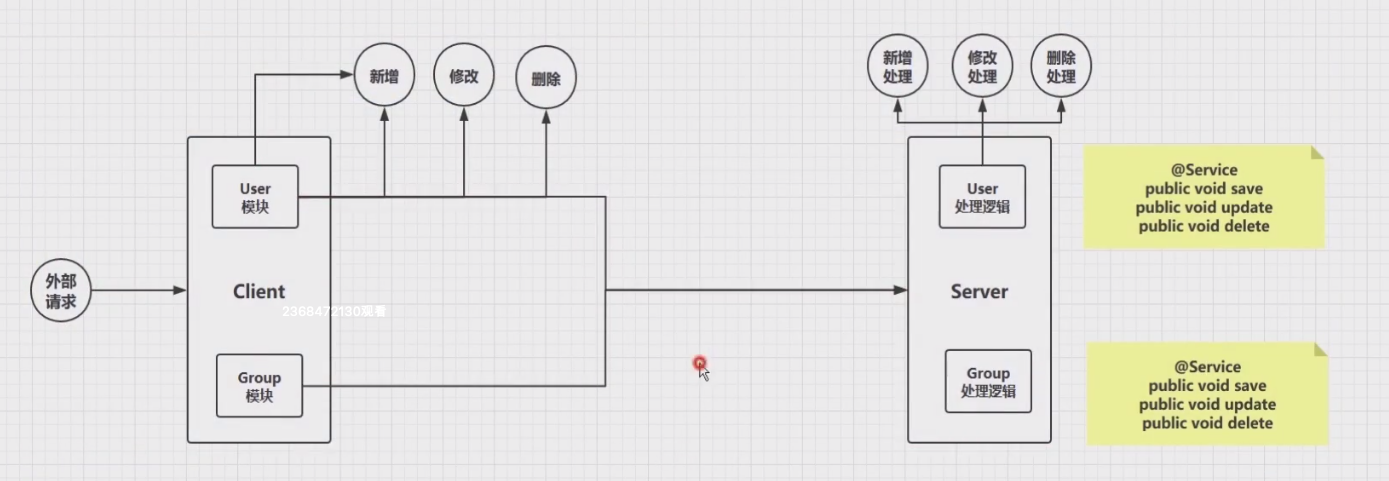 新增
修改
删除
User
模块
外部
请求
Client
2368472130观看
Group
模块
新增
处理
修改
处理
删除
处理
User
处理逻辑
Server
Group
处理逻辑
@Service
public void save
public void update
public void delete
@Service
public void save
public void update
public void delete